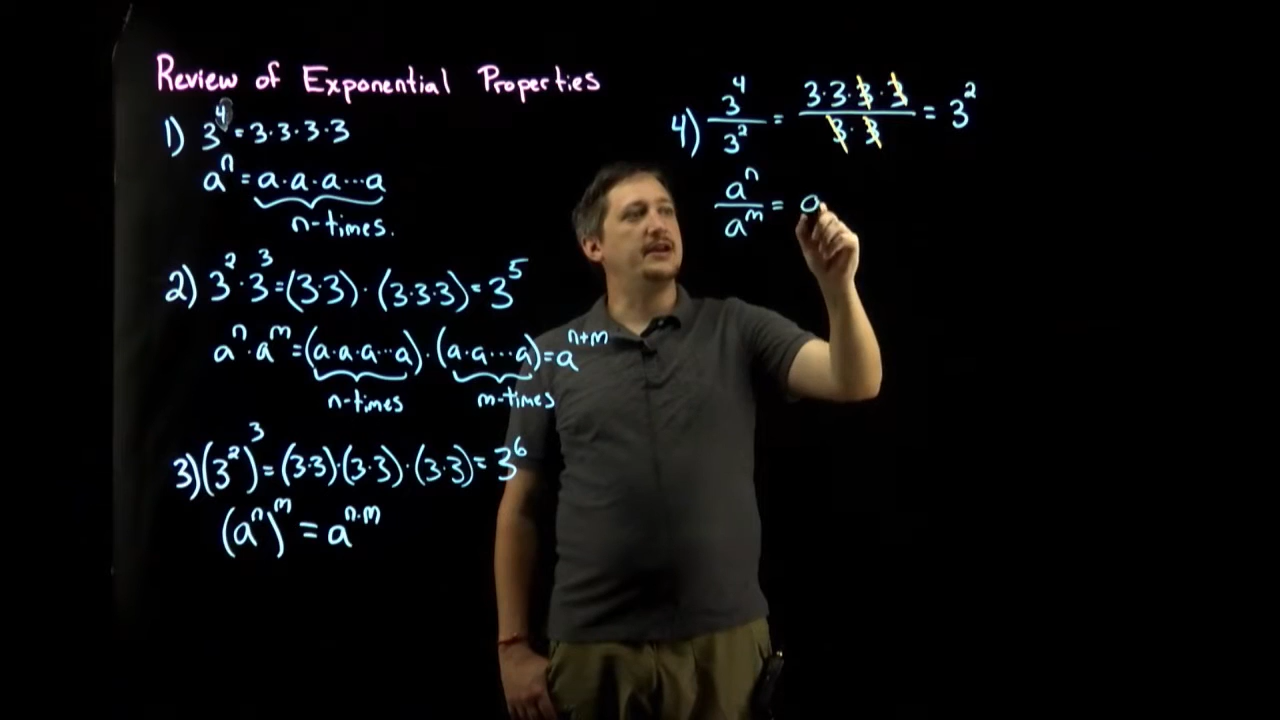 Review of Exponential Properties
1) 3⁴ = 3·3·3·3
aⁿ = a·a·a···a
n-times.
2) 3²·3³ = (3·3)·(3·3·3) = 3⁵
aⁿ·aᵐ = (a·a·a···a)·(a·a···a) = aⁿ⁺ᵐ
n-times m-times
3) (3²)³ = (3·3)·(3·3)·(3·3) = 3⁶
(aⁿ)ᵐ = aⁿ·ᵐ
4) 3⁴/3² = 3·3·3·3/3·3 = 3²
aⁿ/aᵐ = a